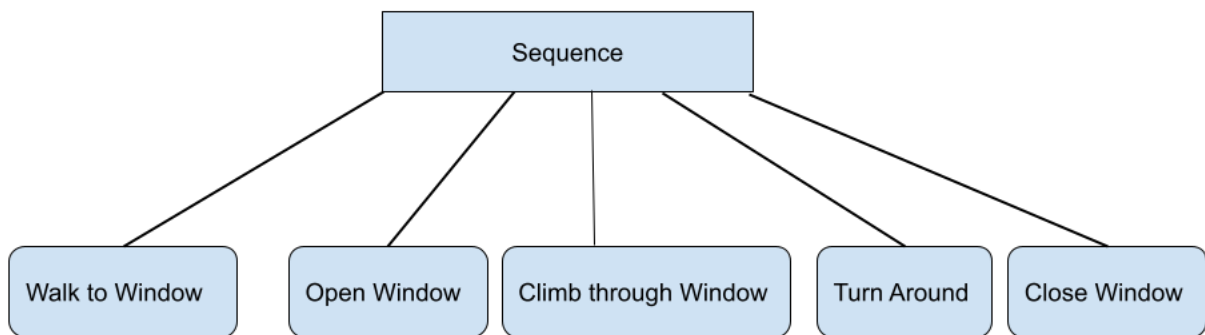 Sequence
Walk to Window
Open Window
Climb through Window
Turn Around
Close Window